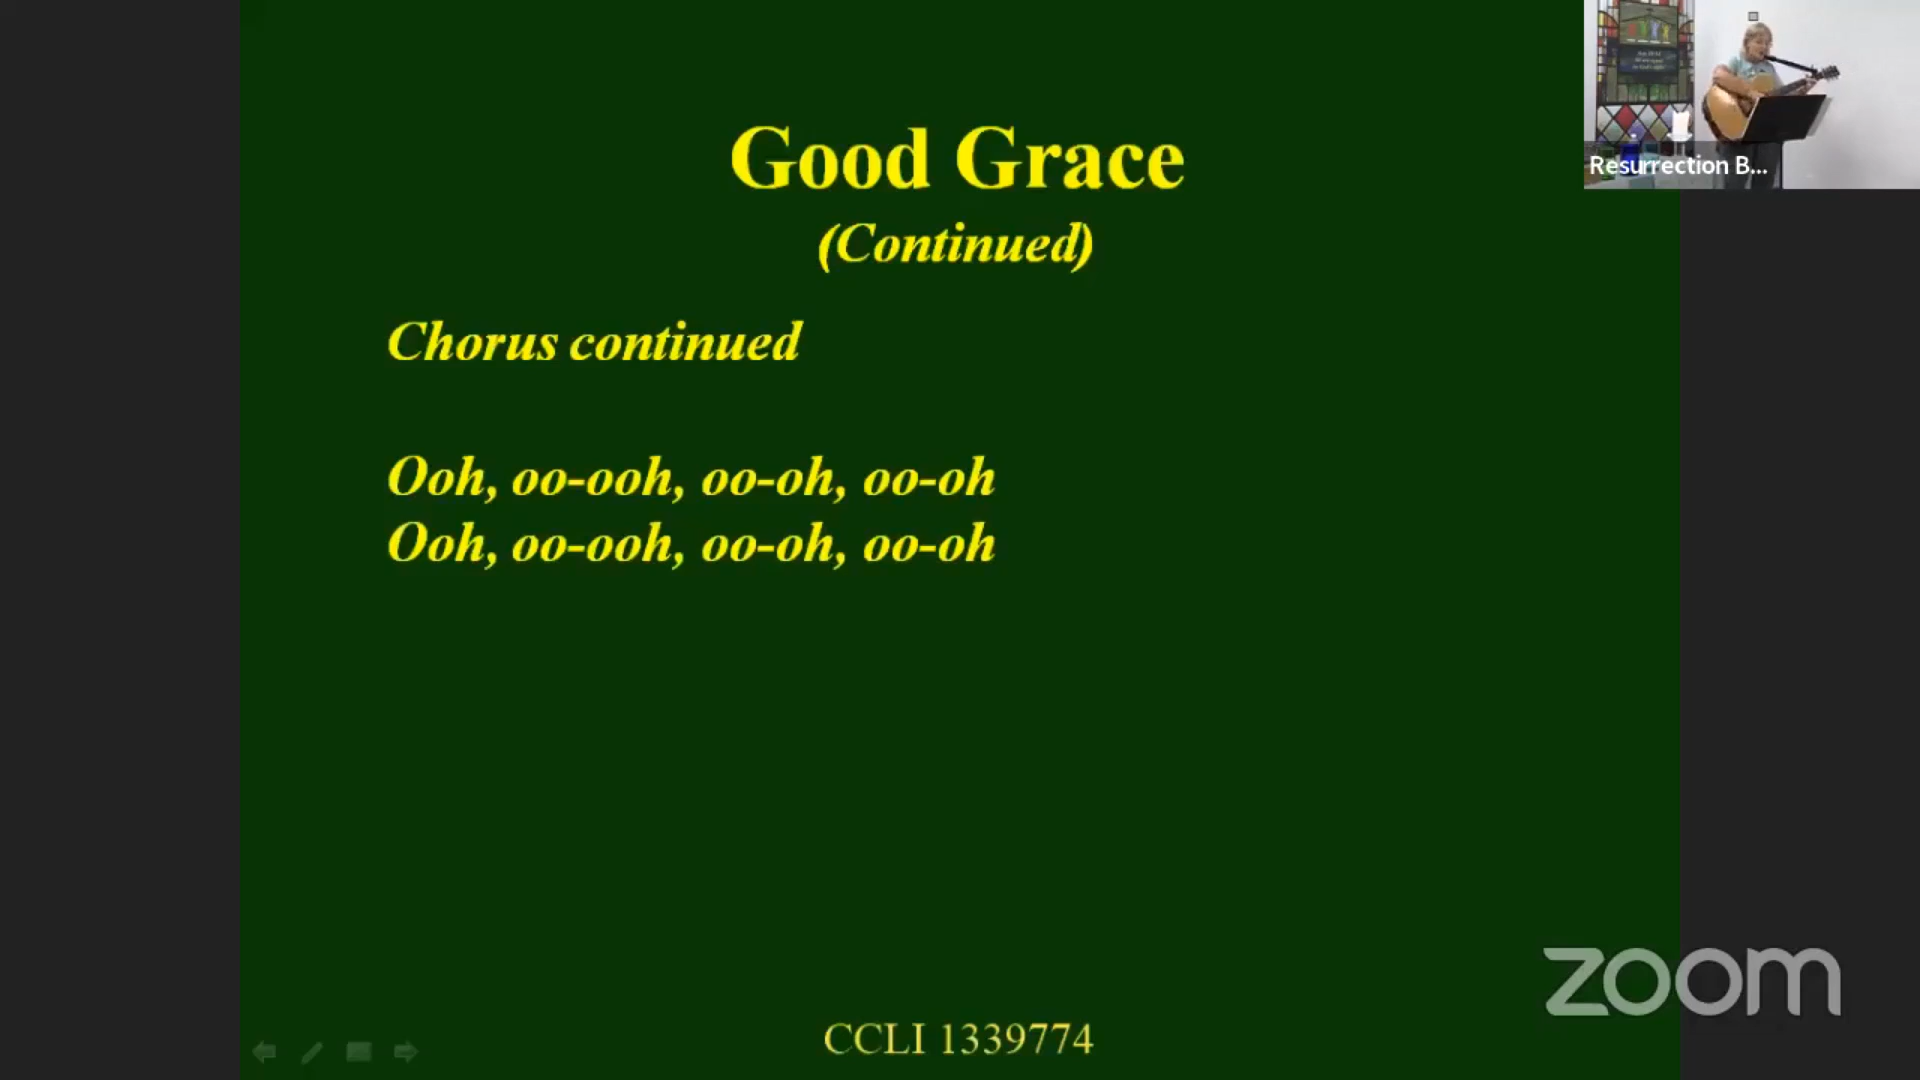 Good Grace
(Continued)
Chorus continued
Ooh, oo-ooh, oo-oh, oo-oh
Ooh, oo-ooh, oo-oh, oo-oh
CCLI 1339774
Resurrection B...
zoom